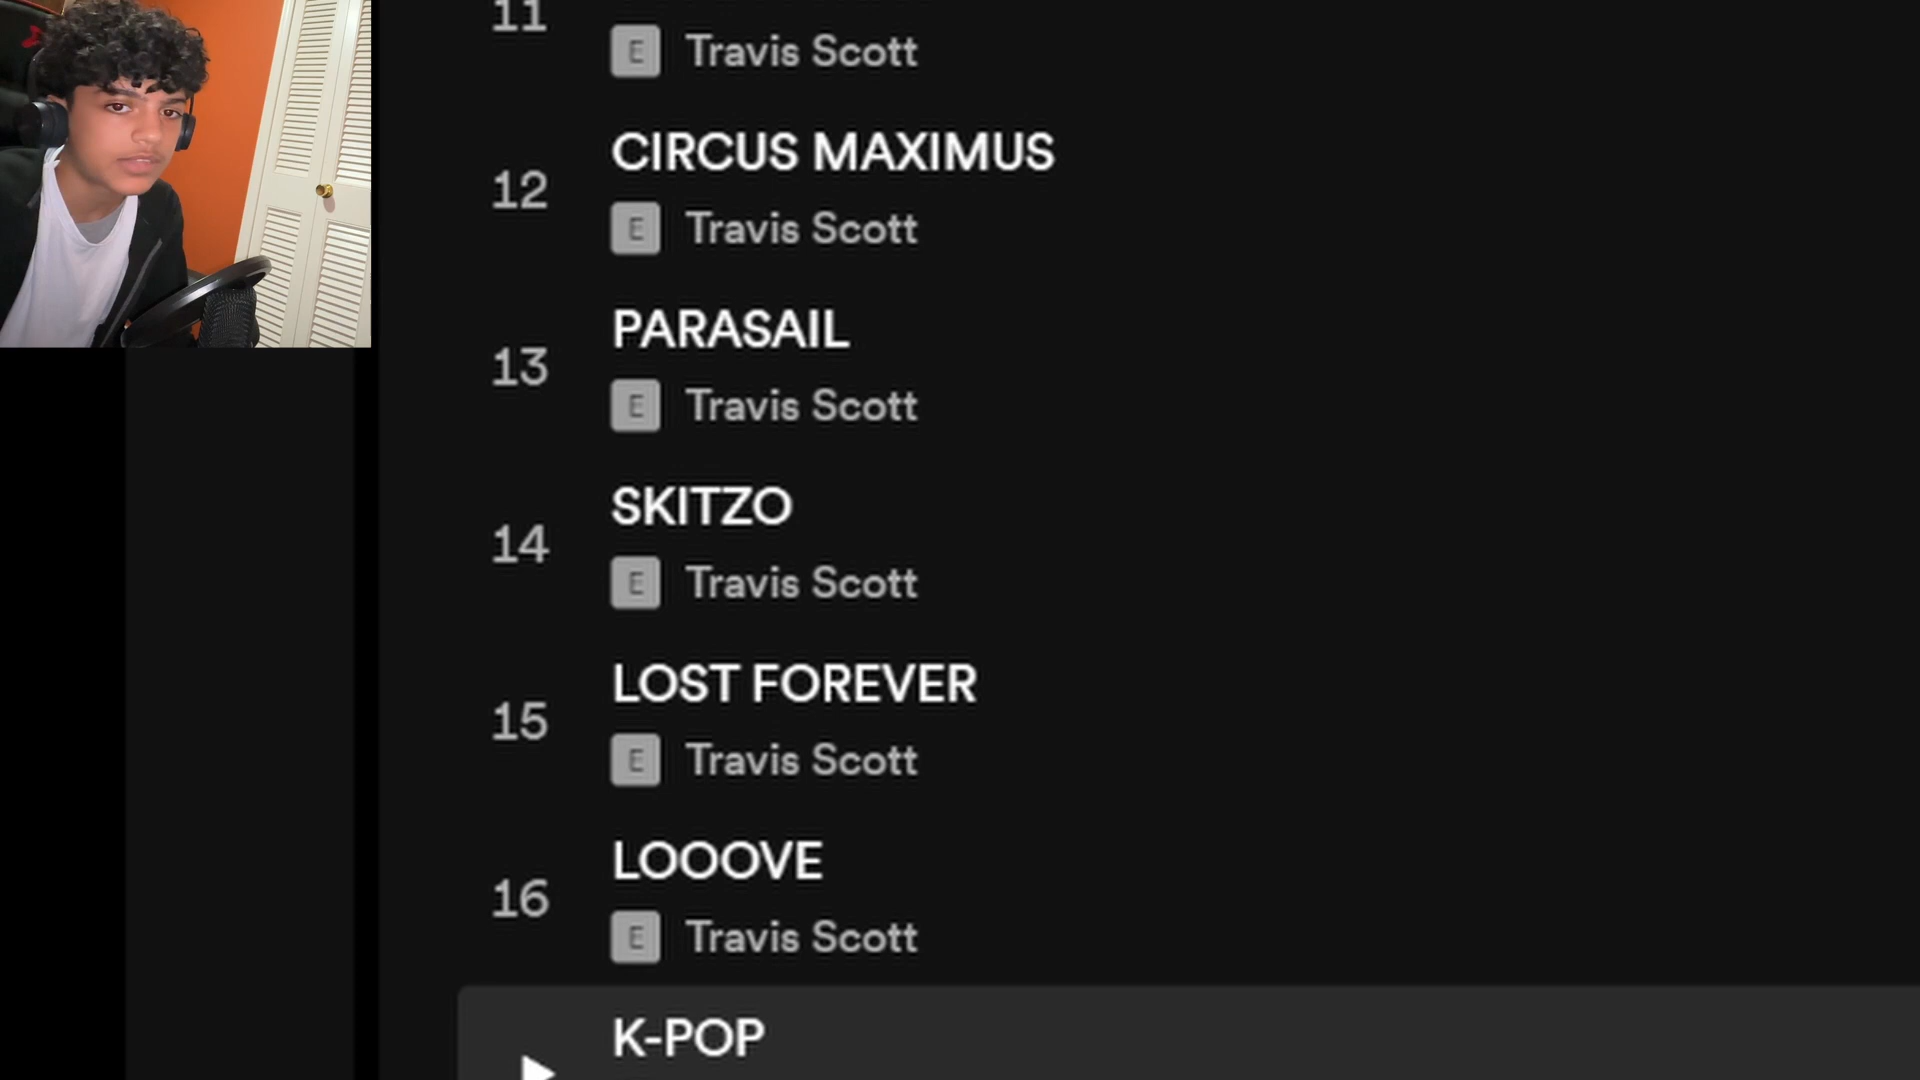 11
E Travis Scott
CIRCUS MAXIMUS
12
E Travis Scott
PARASAIL
13
E Travis Scott
SKITZO
14
E Travis Scott
LOST FOREVER
15
E Travis Scott
LOOOVE
16
E Travis Scott
K-POP